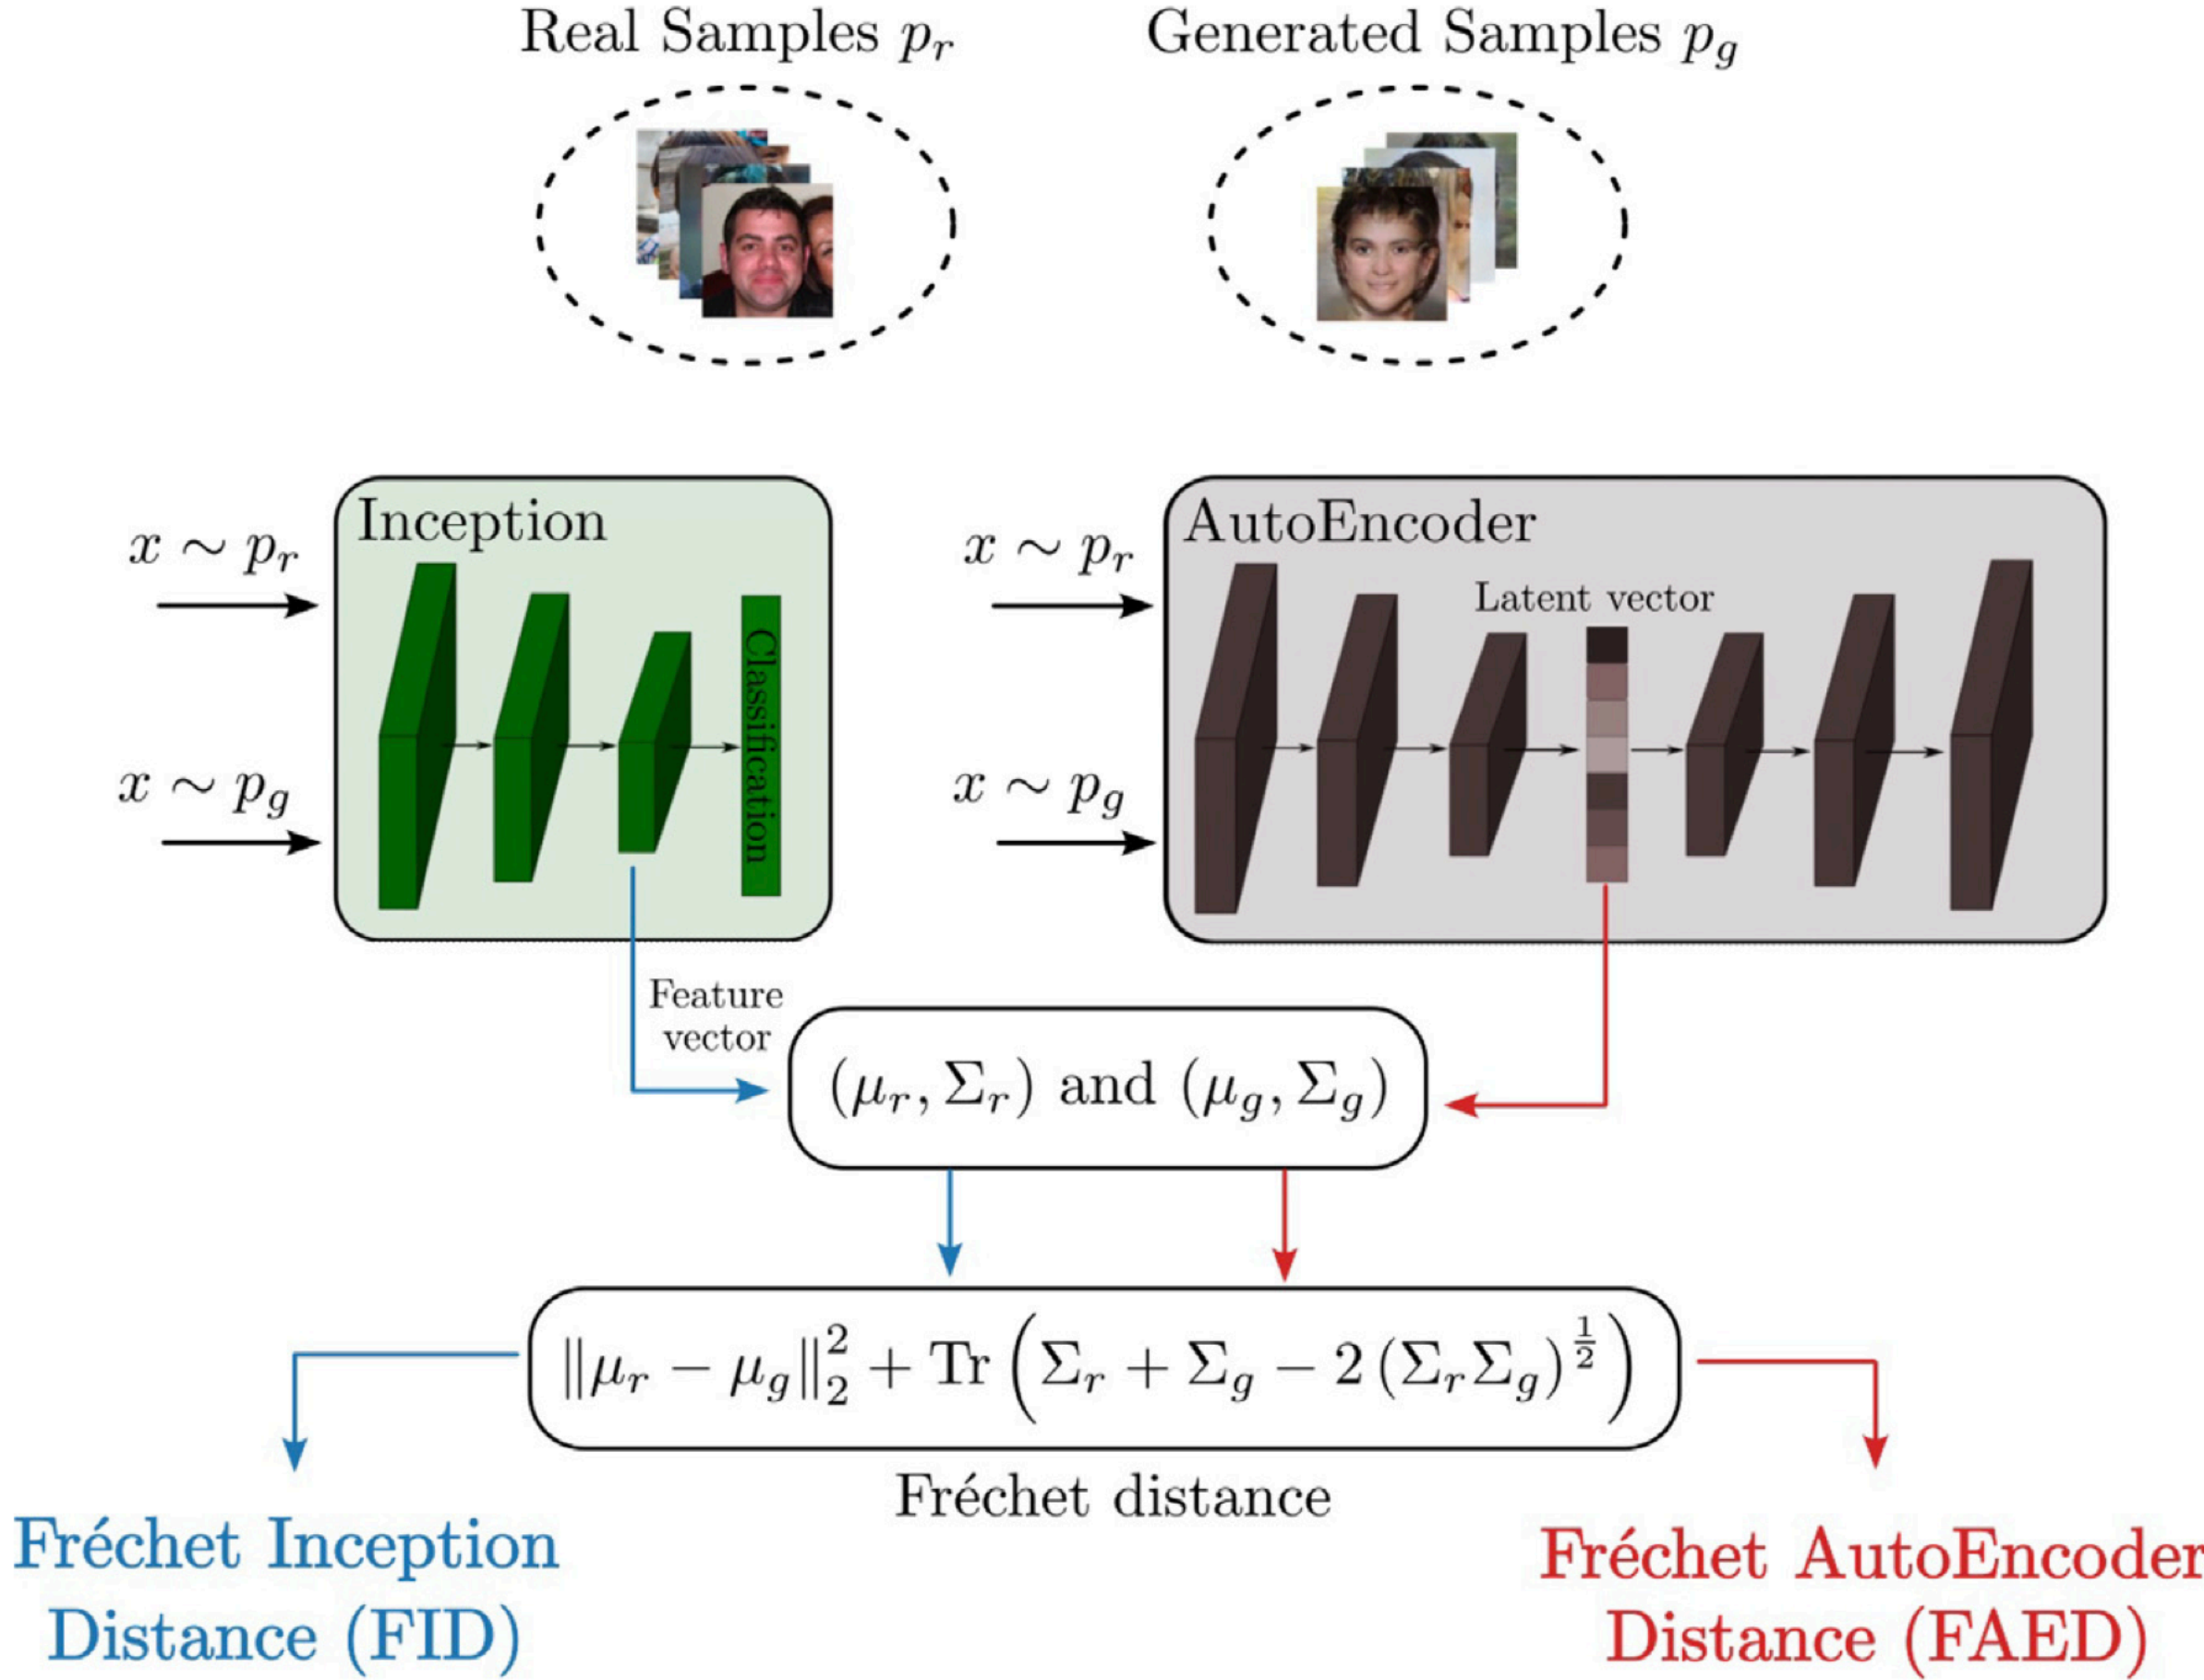 Real Samples p_r
Generated Samples p_g
Inception
x ∼ p_r
x ∼ p_g
Classification
AutoEncoder
x ∼ p_r
Latent vector
x ∼ p_g
Feature
vector
(μ_r, Σ_r) and (μ_g, Σ_g)
‖μ_r − μ_g‖₂² + Tr(Σ_r + Σ_g − 2(Σ_rΣ_g)^{1/2})
Fréchet distance
Fréchet Inception
Distance (FID)
Fréchet AutoEncoder
Distance (FAED)